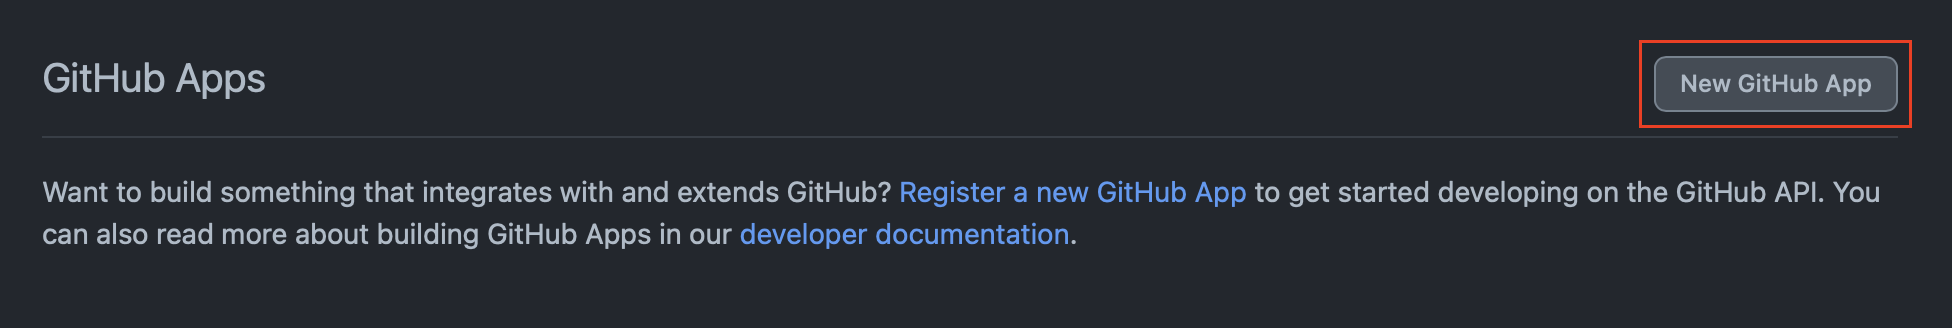 GitHub Apps
New GitHub App
Want to build something that integrates with and extends GitHub? Register a new GitHub App to get started developing on the GitHub API. You
can also read more about building GitHub Apps in our developer documentation.